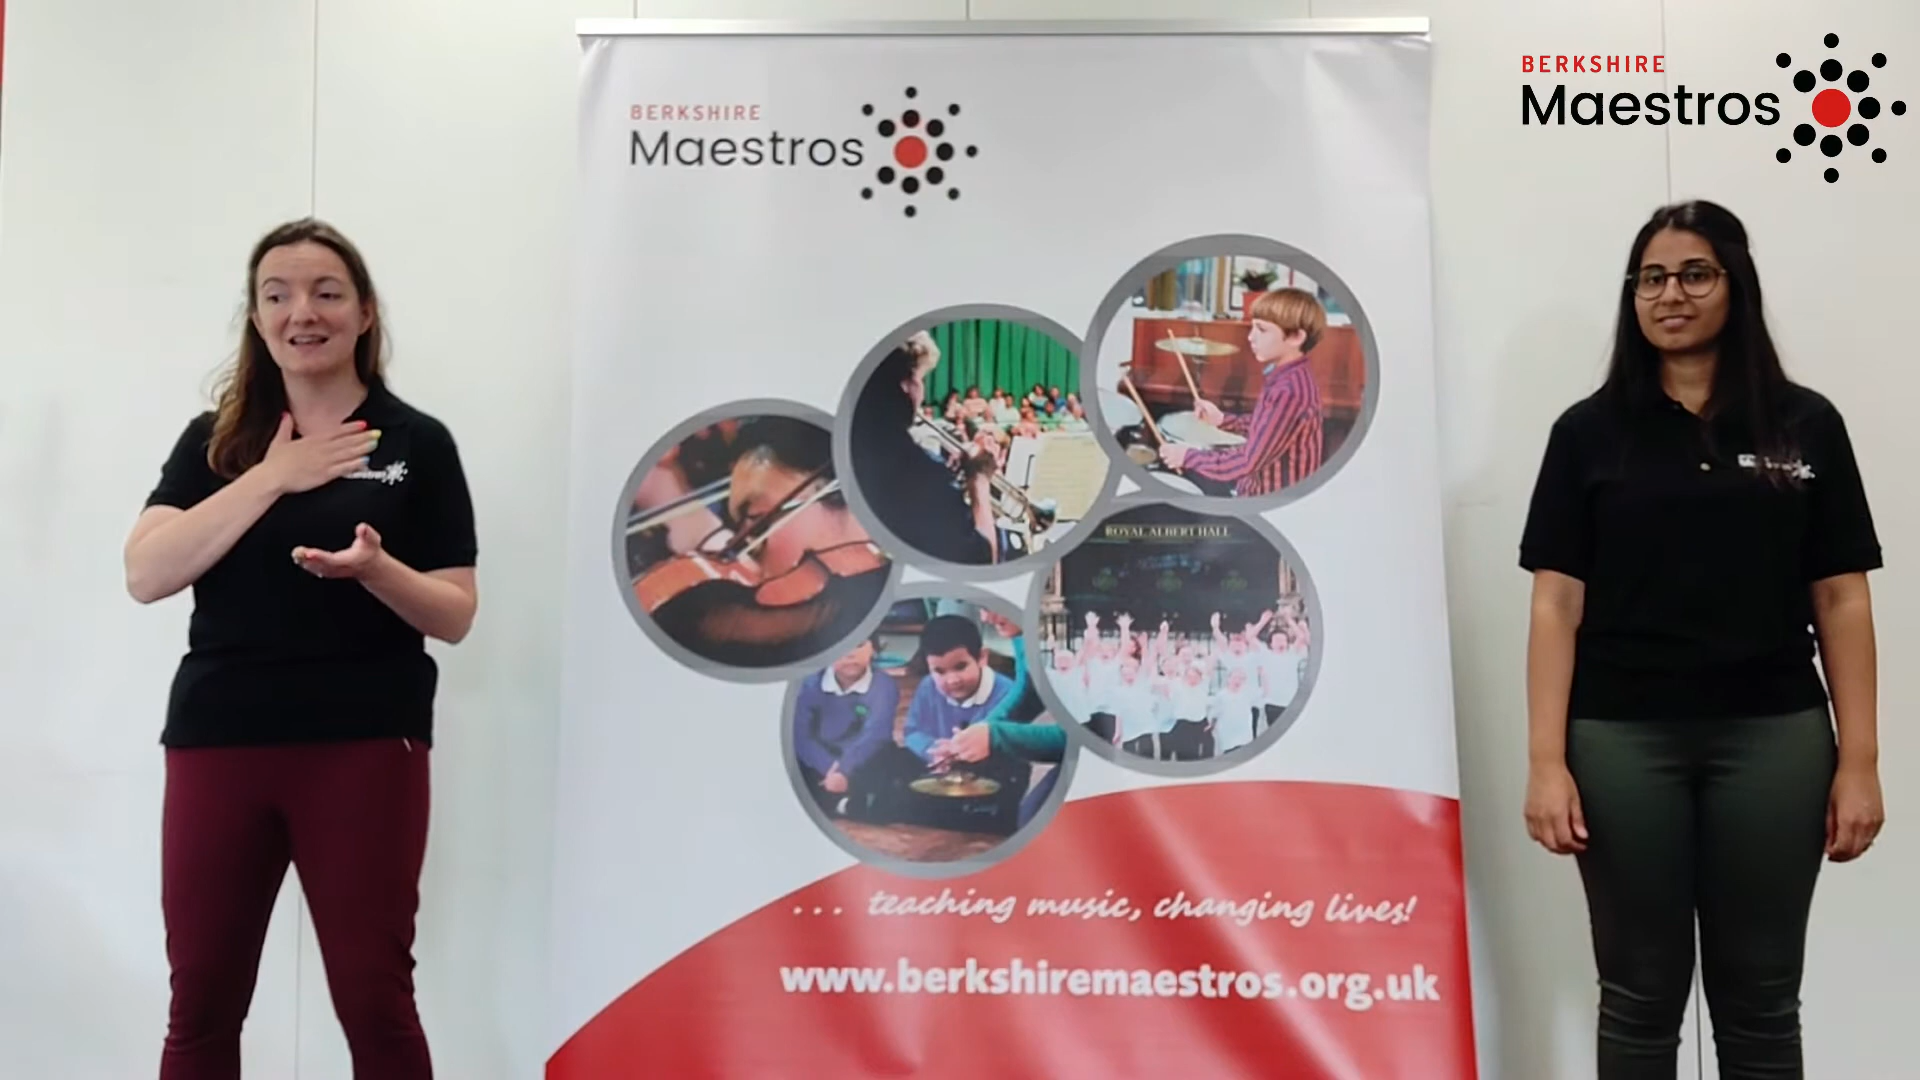 BERKSHIRE
Maestros
BERKSHIRE
Maestros
ROYAL ALBERT HALL
... teaching music, changing lives!
www.berkshiremaestros.org.uk